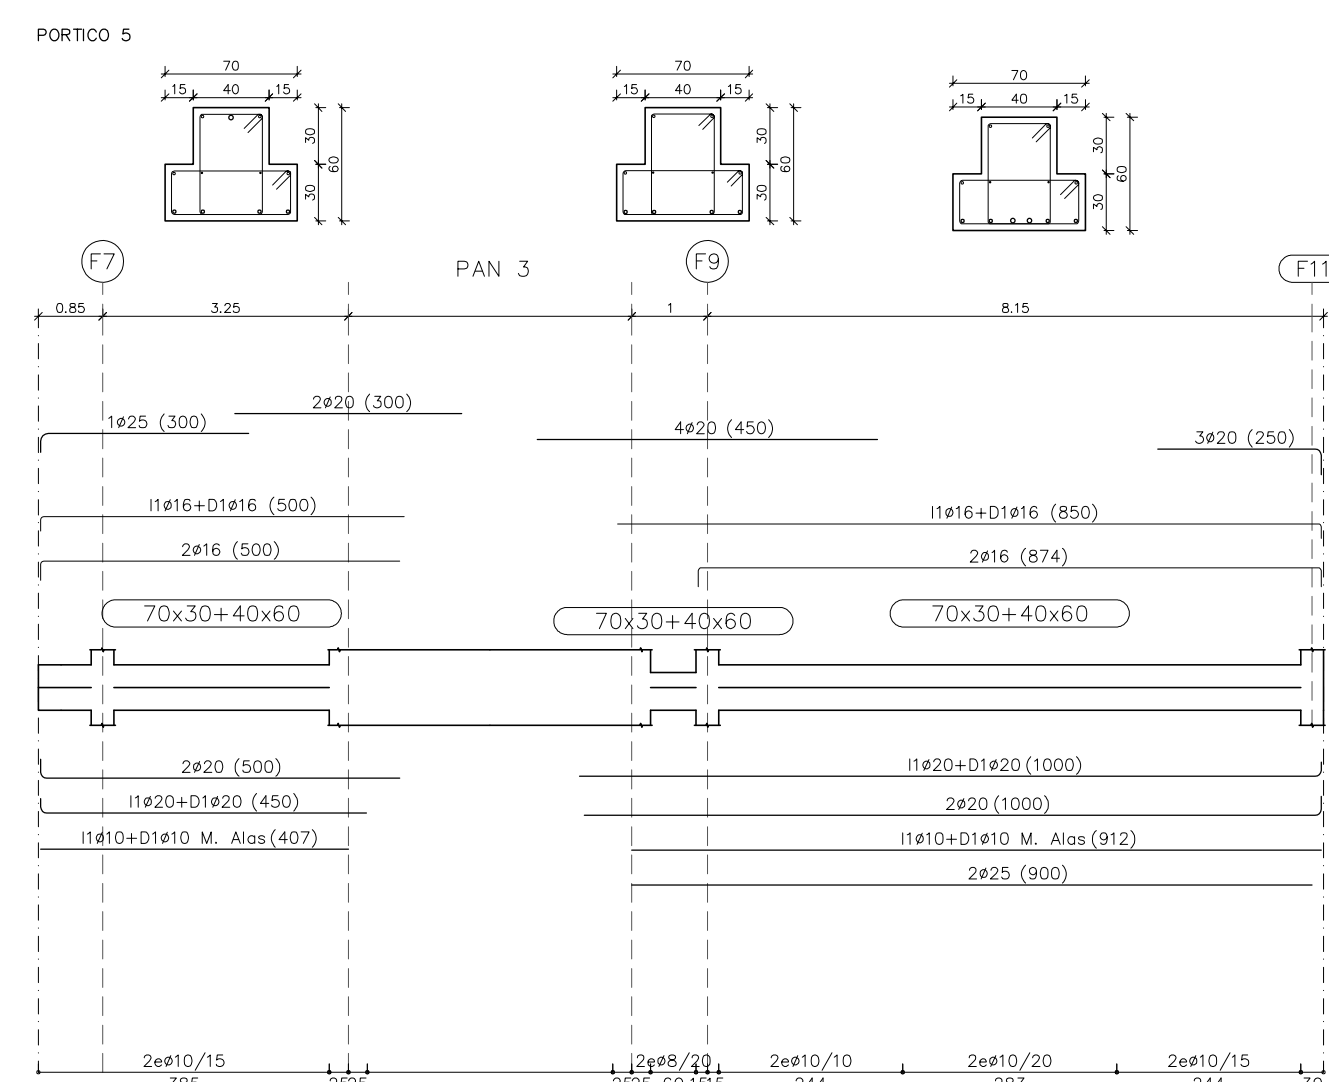 PORTICO 5
70 70 70
15 40 15 15 40 15 15 40 15
30 30 60 30 30 60 30 30 60
F7 PAN 3 F9 F11
0.85 3.25 1 8.15
2ø20 (300)
1ø25 (300) 4ø20 (450) 3ø20 (250)
I1ø16+D1ø16 (500) I1ø16+D1ø16 (850)
2ø16 (500) 2ø16 (874)
70x30+40x60 70x30+40x60 70x30+40x60
2ø20 (500) I1ø20+D1ø20 (1000)
I1ø20+D1ø20 (450) 2ø20 (1000)
I1ø10+D1ø10 M. Alas (407) I1ø10+D1ø10 M. Alas (912)
2ø25 (900)
2eø10/15 2eø8/20 2eø10/10 2eø10/20 2eø10/15